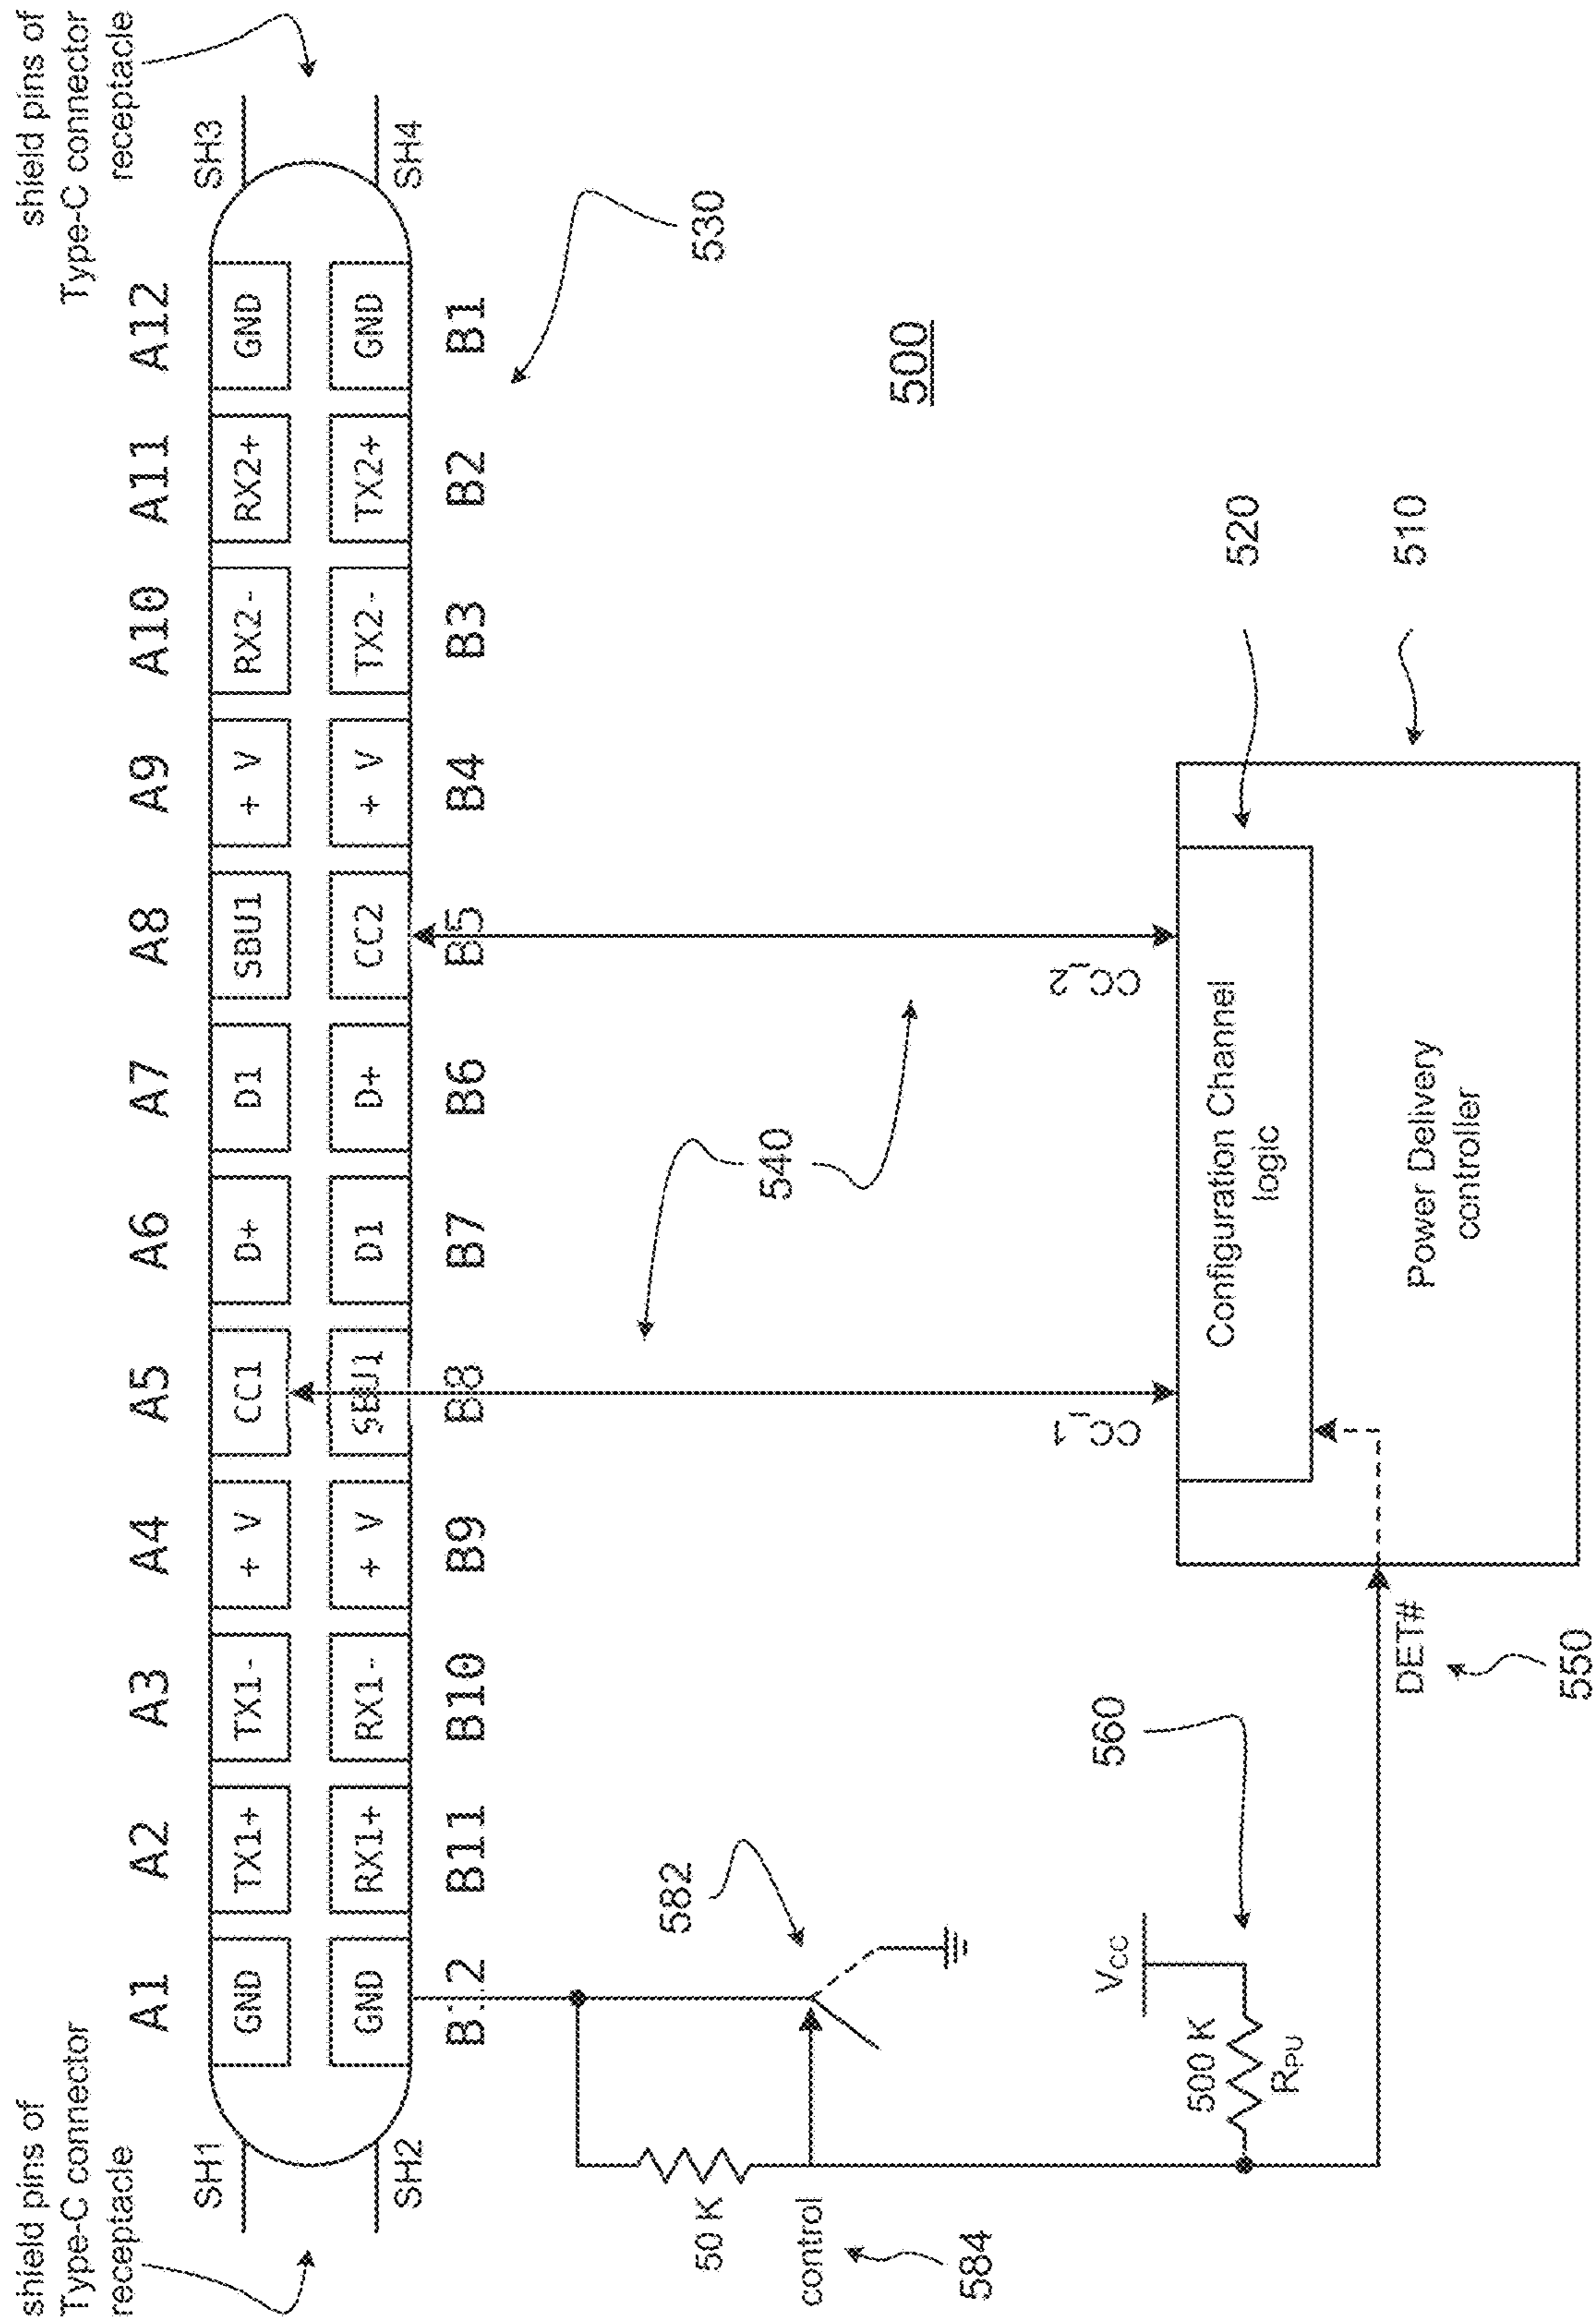 shield pins of
Type-C connector
receptacle
shield pins of
Type-C connector
receptacle
A1 A2 A3 A4 A5 A6 A7 A8 A9 A10 A11 A12
SH1
SH3
GND TX1+ TX1- + V CC1 D+ D1 SBU1 + V RX2- RX2+ GND
GND RX1+ RX1- + V SBU1 D1 D+ CC2 + V TX2- TX2+ GND
SH2
SH4
B12 B11 B10 B9 B8 B7 B6 B5 B4 B3 B2 B1
530
582
540
50 K
control
584
500
CC_1
CC_2
560
VCC
500 K
RPU
520
Configuration Channel
logic
510
Power Delivery
controller
DET#
550